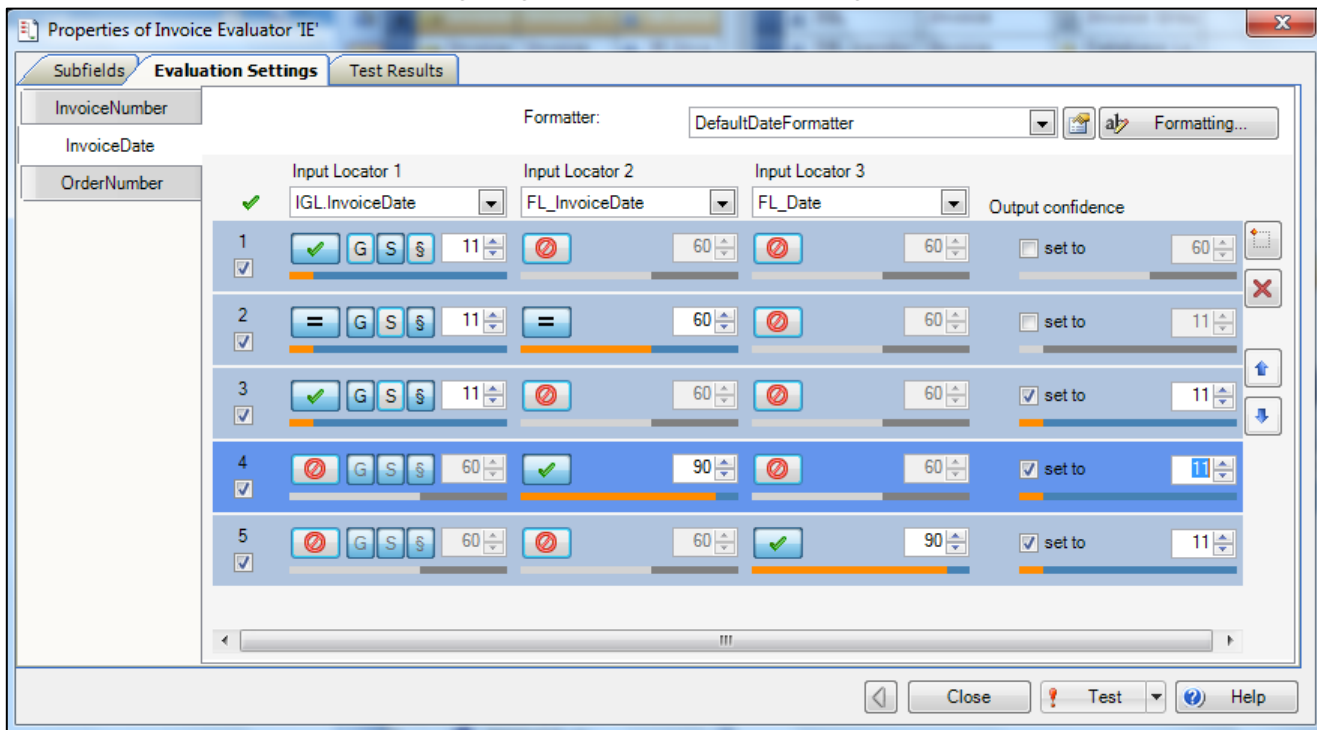 Properties of Invoice Evaluator 'IE'
Subfields Evaluation Settings Test Results
InvoiceNumber
InvoiceDate
OrderNumber
Formatter: DefaultDateFormatter Formatting...
Input Locator 1 Input Locator 2 Input Locator 3
IGL.InvoiceDate FL_InvoiceDate FL_Date Output confidence
1 G S § 11 60 60 set to 60
2 = G S § 11 = 60 60 set to 11
3 G S § 11 60 60 set to 11
4 G S § 60 90 60 set to 11
5 G S § 60 60 90 set to 11
Close Test Help